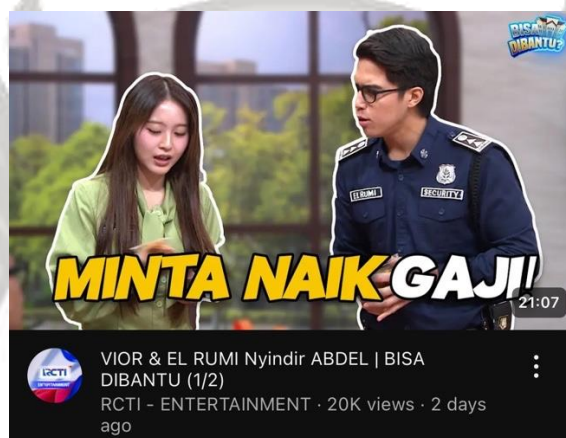 BISA
DIBANTU?
EL RUMI
SECURITY
MINTA NAIK GAJI!
21:07
RCTI
ENTERTAINMENT
VIOR & EL RUMI Nyindir ABDEL | BISA
DIBANTU (1/2)
RCTI - ENTERTAINMENT · 20K views · 2 days
ago